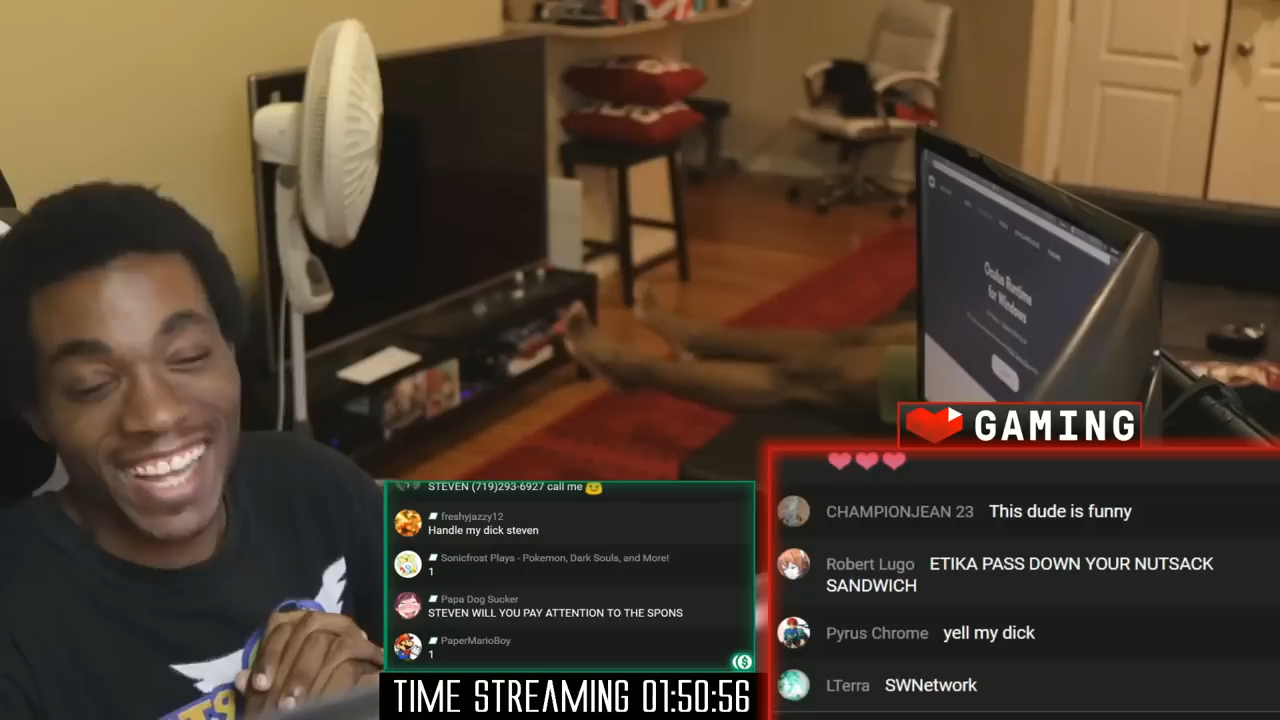 Oculus Runtime
for Windows
GAMING
STEVEN (719)293-6927 call me
freshyjazzy12
Handle my dick steven
Sonicfrost Plays - Pokemon, Dark Souls, and More!
1
Papa Dog Sucker
STEVEN WILL YOU PAY ATTENTION TO THE SPONS
PaperMarioBoy
1
TIME STREAMING 01:50:56
CHAMPIONJEAN 23 This dude is funny
Robert Lugo ETIKA PASS DOWN YOUR NUTSACK
SANDWICH
Pyrus Chrome yell my dick
LTerra SWNetwork